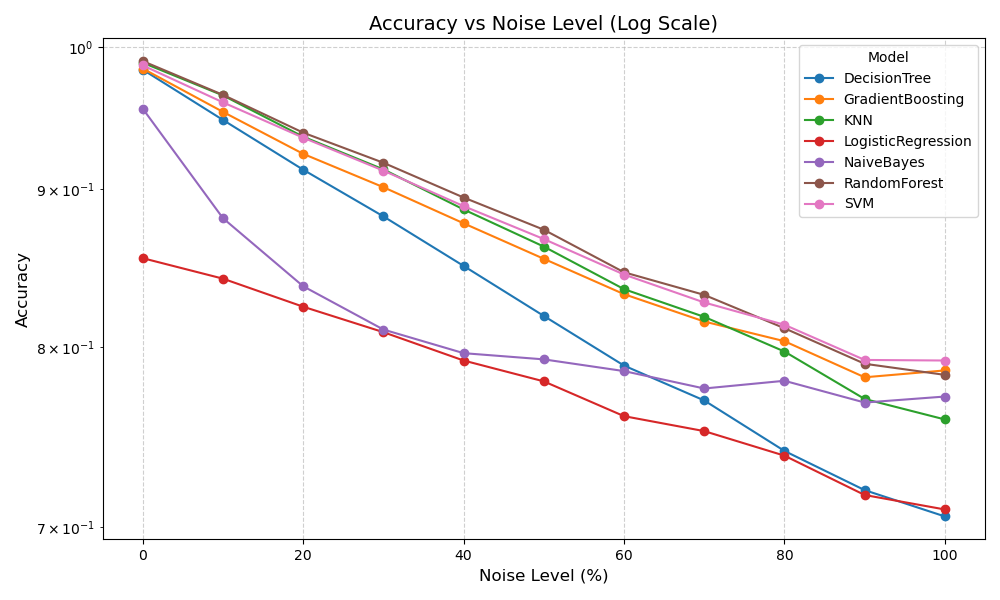 Accuracy vs Noise Level (Log Scale)
Accuracy
10⁰
9 × 10⁻¹
8 × 10⁻¹
7 × 10⁻¹
Model
DecisionTree
GradientBoosting
KNN
LogisticRegression
NaiveBayes
RandomForest
SVM
0 20 40 60 80 100
Noise Level (%)